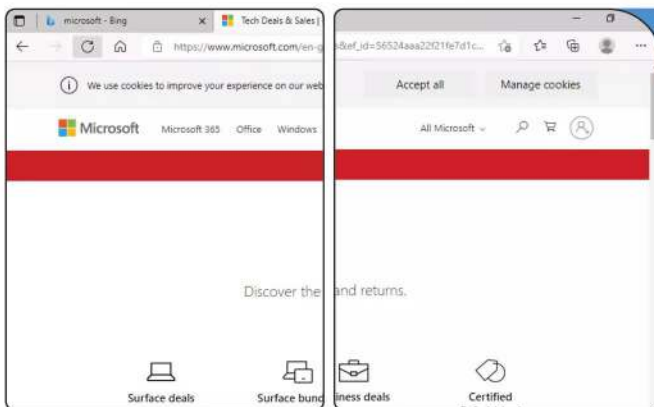 microsoft - Bing
Tech Deals & Sales |
https://www.microsoft.com/en-g
s&ef_id=56524aaa22f21fe7d1c...
We use cookies to improve your experience on our web
Accept all
Manage cookies
Microsoft
Microsoft 365
Office
Windows
All Microsoft
Discover the
and returns.
Surface deals
Surface bund
iness deals
Certified